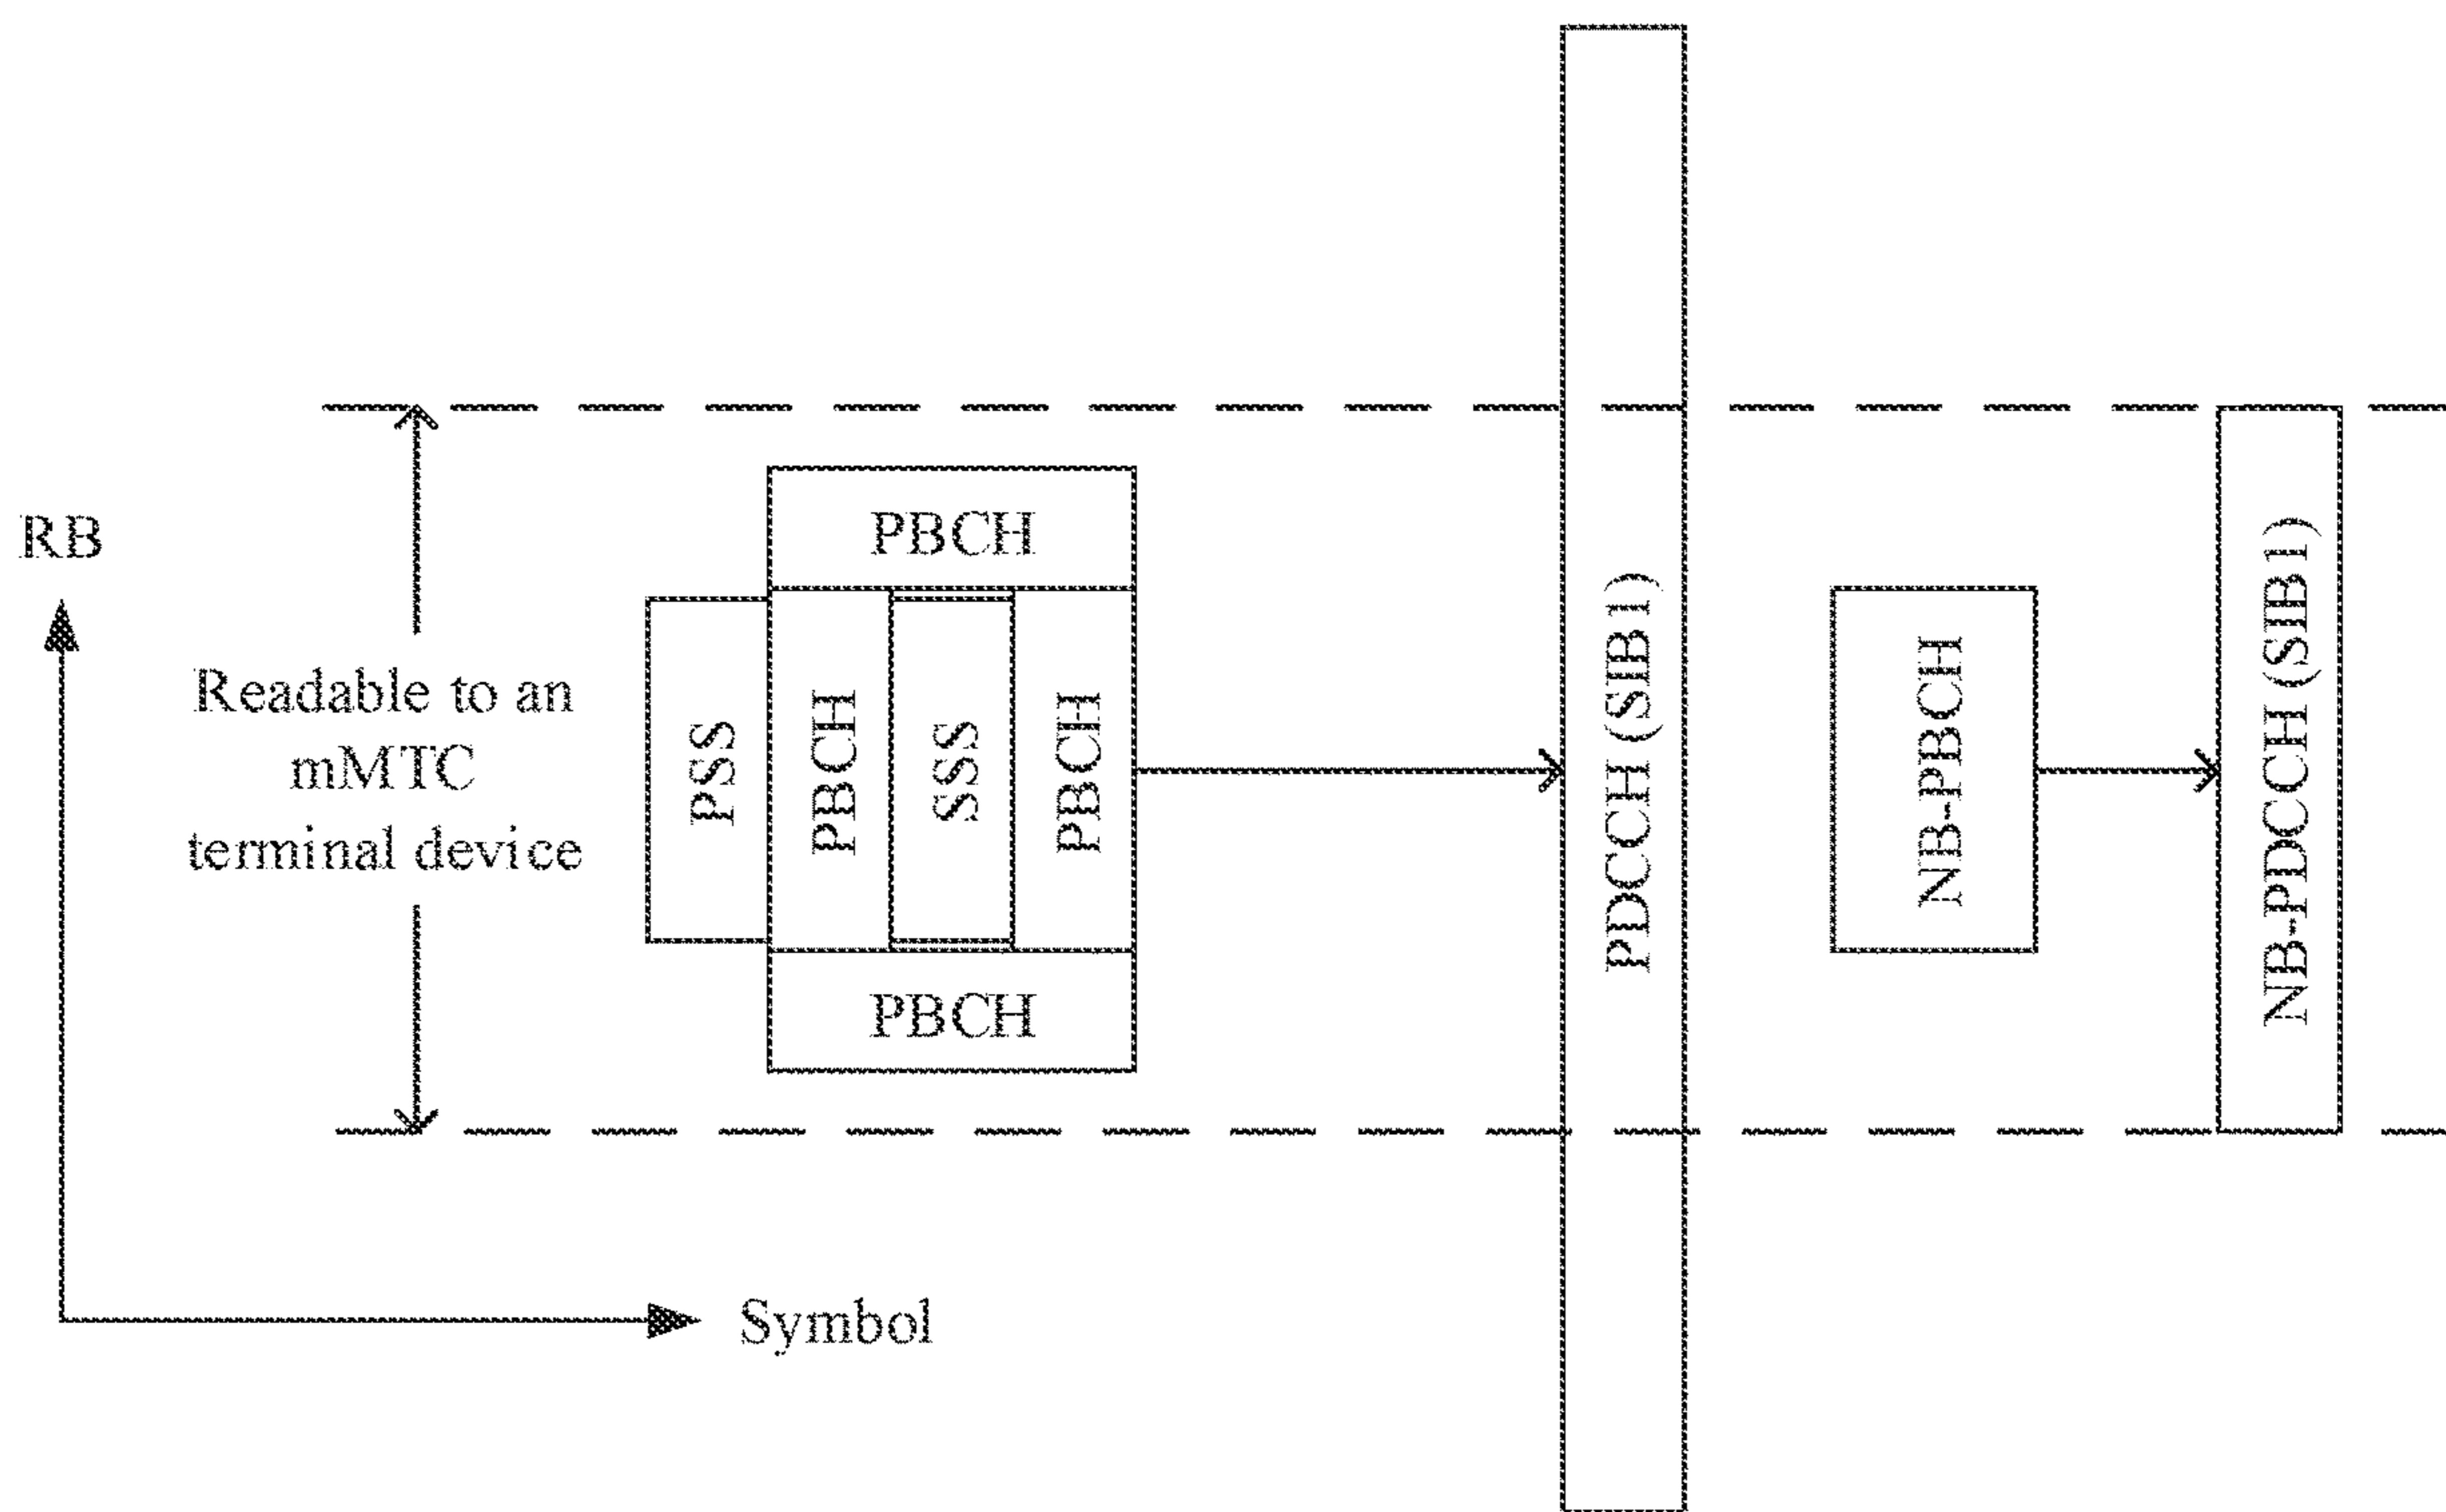 RB
Readable to an
mMTC
terminal device
PSS
PBCH
PBCH
SSS
PBCH
PBCH
PDCCH (SIB1)
NB-PBCH
NB-PDCCH (SIB1)
Symbol